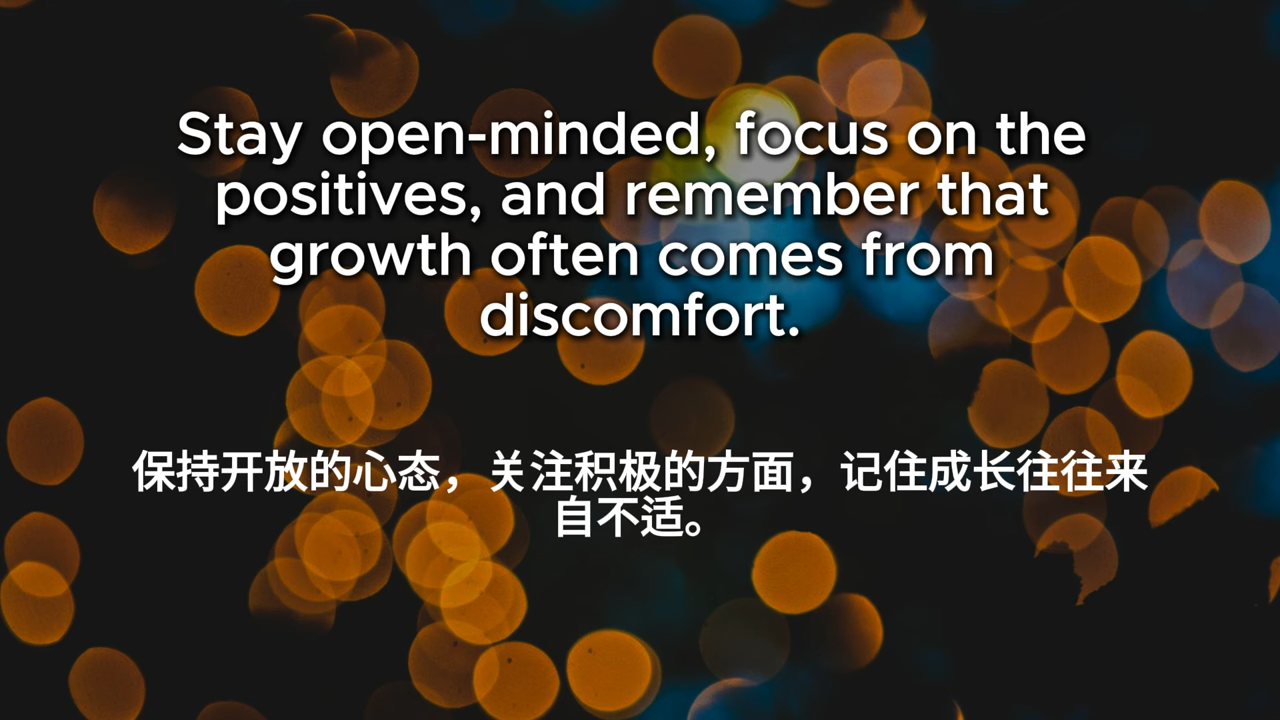 Stay open-minded, focus on the
positives, and remember that
growth often comes from
discomfort.
保持开放的心态，关注积极的方面，记住成长往往来
自不适。